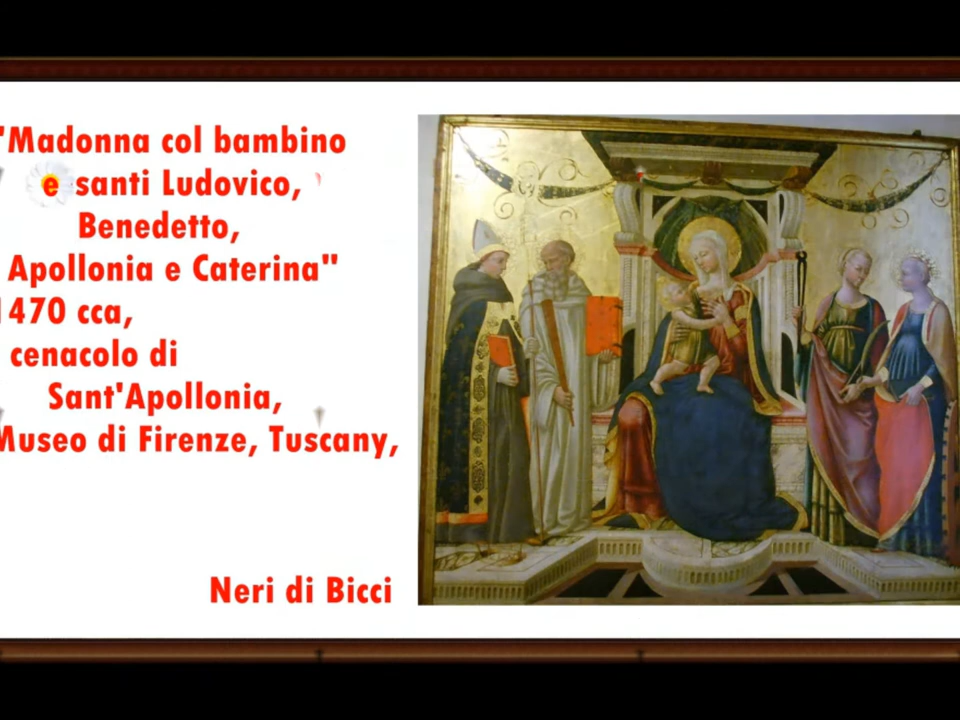 "Madonna col bambino
e santi Ludovico,
Benedetto,
Apollonia e Caterina"
1470 cca,
cenacolo di
Sant'Apollonia,
Museo di Firenze, Tuscany,
Neri di Bicci